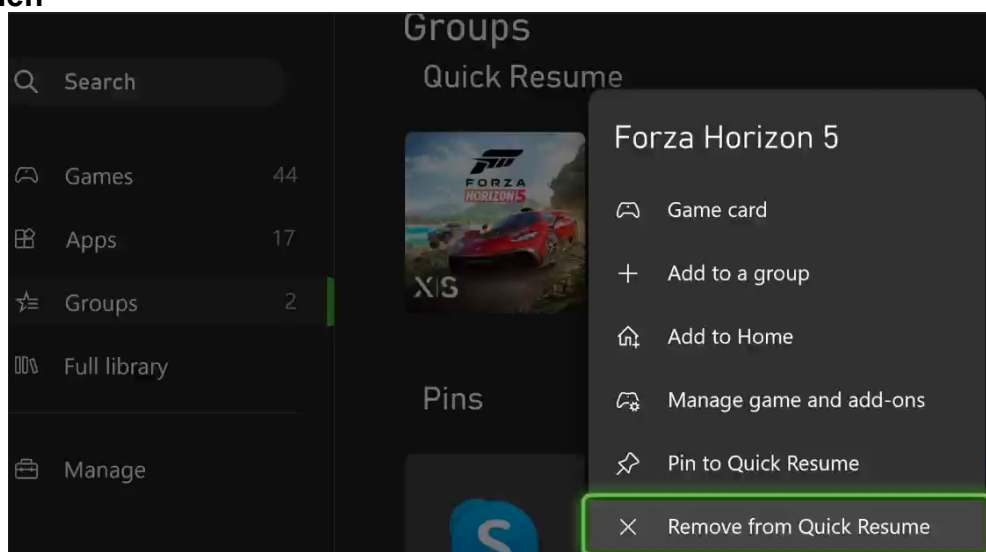 Groups
Search
Quick Resume
Forza Horizon 5
FORZA
HORIZON 5
X|S
Games 44
Game card
Apps 17
Add to a group
Groups 2
Add to Home
Full library
Pins
Manage game and add-ons
Manage
Pin to Quick Resume
S
Remove from Quick Resume